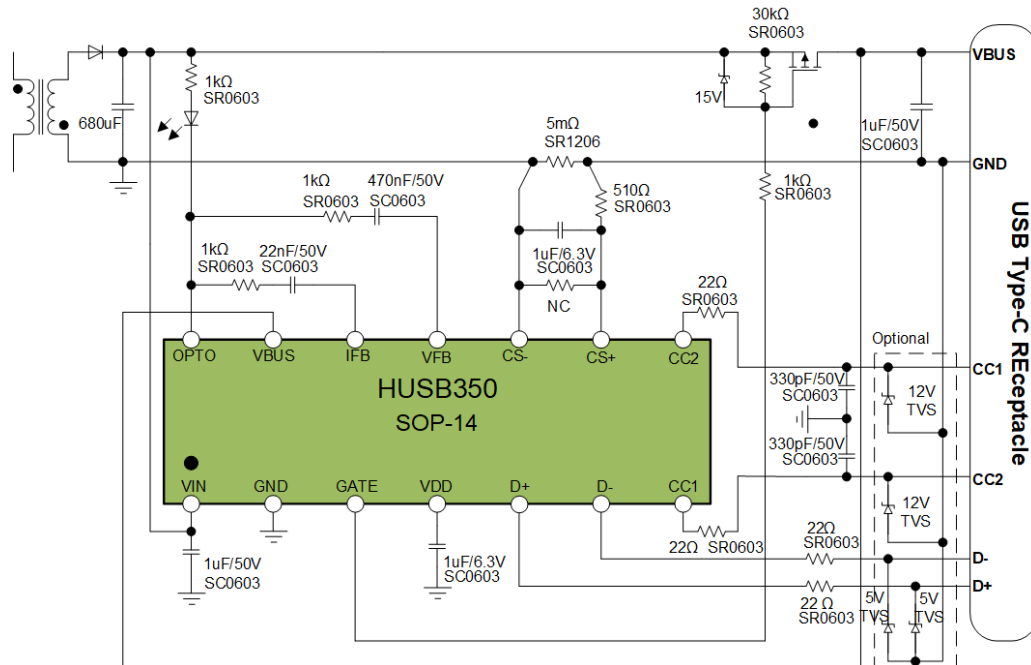 30kΩ
SR0603
VBUS
1kΩ
SR0603
15V
680uF
5mΩ
SR1206
1uF/50V
SC0603
GND
1kΩ
SR0603
470nF/50V
SC0603
510Ω
SR0603
1kΩ
SR0603
1kΩ
SR0603
22nF/50V
SC0603
1uF/6.3V
SC0603
NC
22Ω
SR0603
USB Type-C REceptacle
OPTO
VBUS
IFB
VFB
CS-
CS+
CC2
Optional
CC1
HUSB350
SOP-14
330pF/50V
SC0603
12V
TVS
330pF/50V
SC0603
CC2
VIN
GND
GATE
VDD
D+
D-
CC1
12V
TVS
22Ω SR0603
22Ω
SR0603
D-
1uF/50V
SC0603
1uF/6.3V
SC0603
22 Ω
SR0603
D+
5V
TVS
5V
TVS